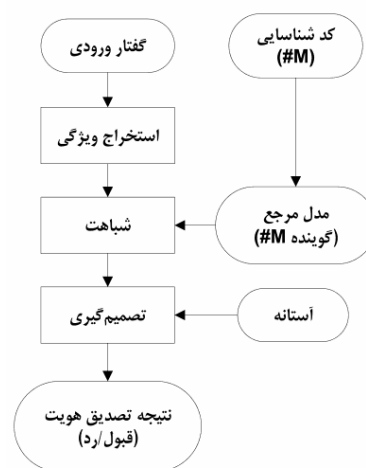 گفتار ورودی
کد شناسایی
(#M)
استخراج ویژگی
شباهت
مدل مرجع
(گوینده #M)
تصمیم‌گیری
آستانه
نتیجه تصدیق هویت
(قبول/رد)